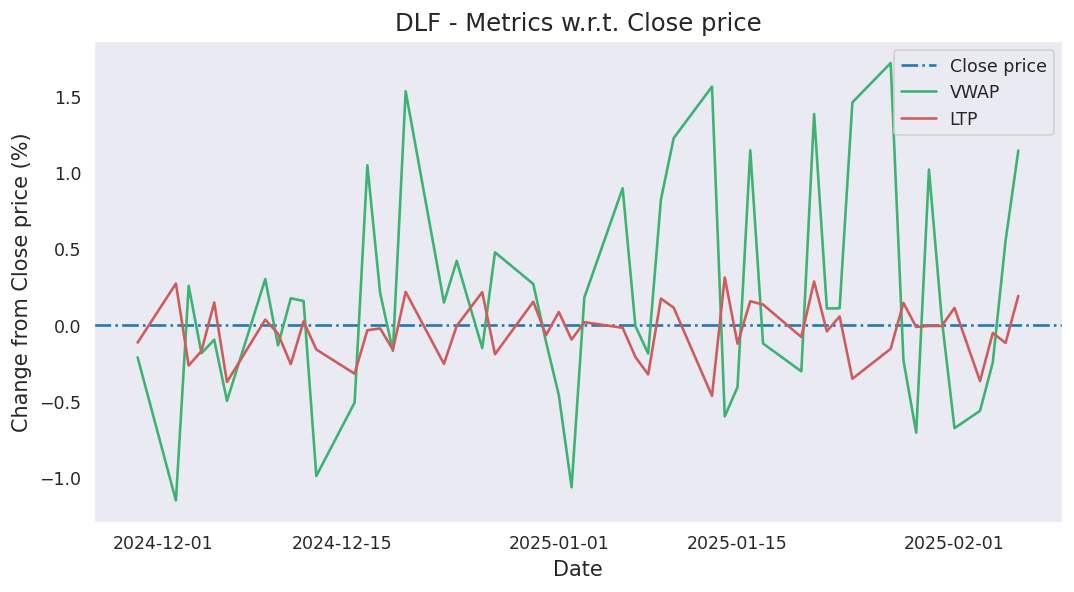 DLF - Metrics w.r.t. Close price
Close price
VWAP
LTP
Change from Close price (%)
1.5
1.0
0.5
0.0
−0.5
−1.0
2024-12-01
2024-12-15
2025-01-01
2025-01-15
2025-02-01
Date